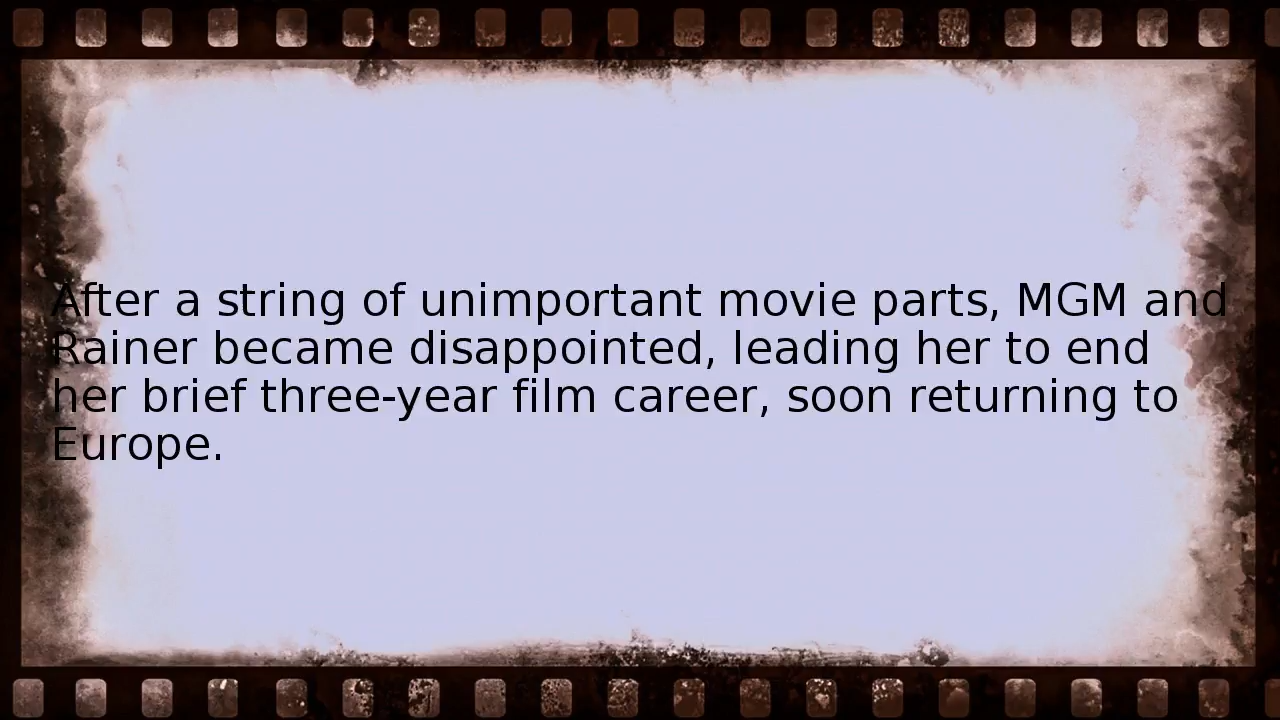 After a string of unimportant movie parts, MGM and
Rainer became disappointed, leading her to end
her brief three-year film career, soon returning to
Europe.